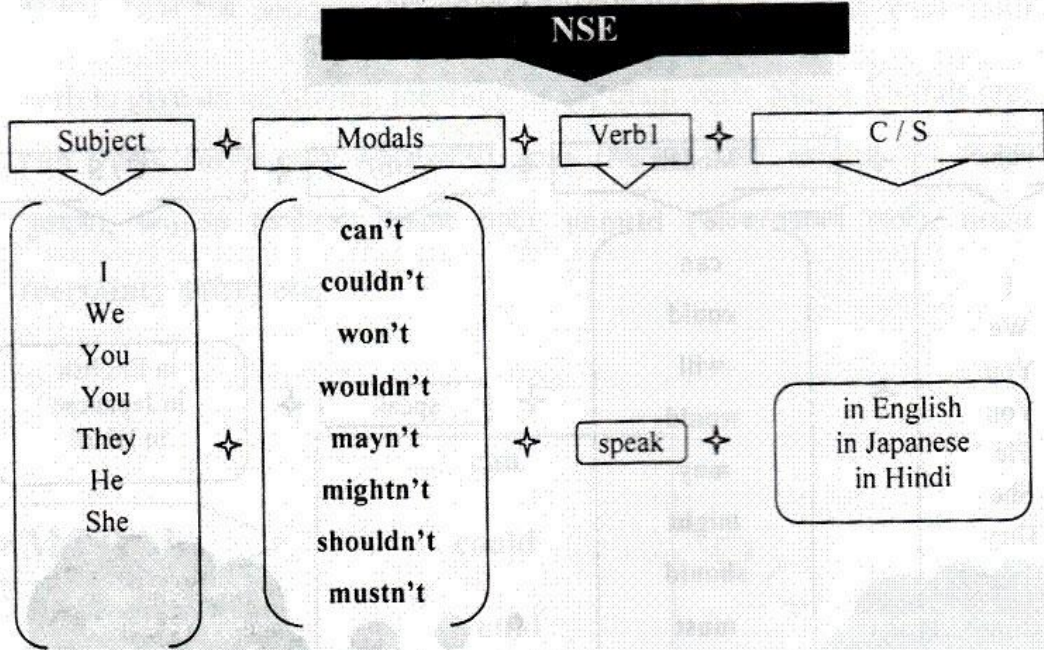 NSE
Subject
Modals
Verb1
C / S
I
We
You
You
They
He
She
can't
couldn't
won't
wouldn't
mayn't
mightn't
shouldn't
mustn't
speak
in English
in Japanese
in Hindi